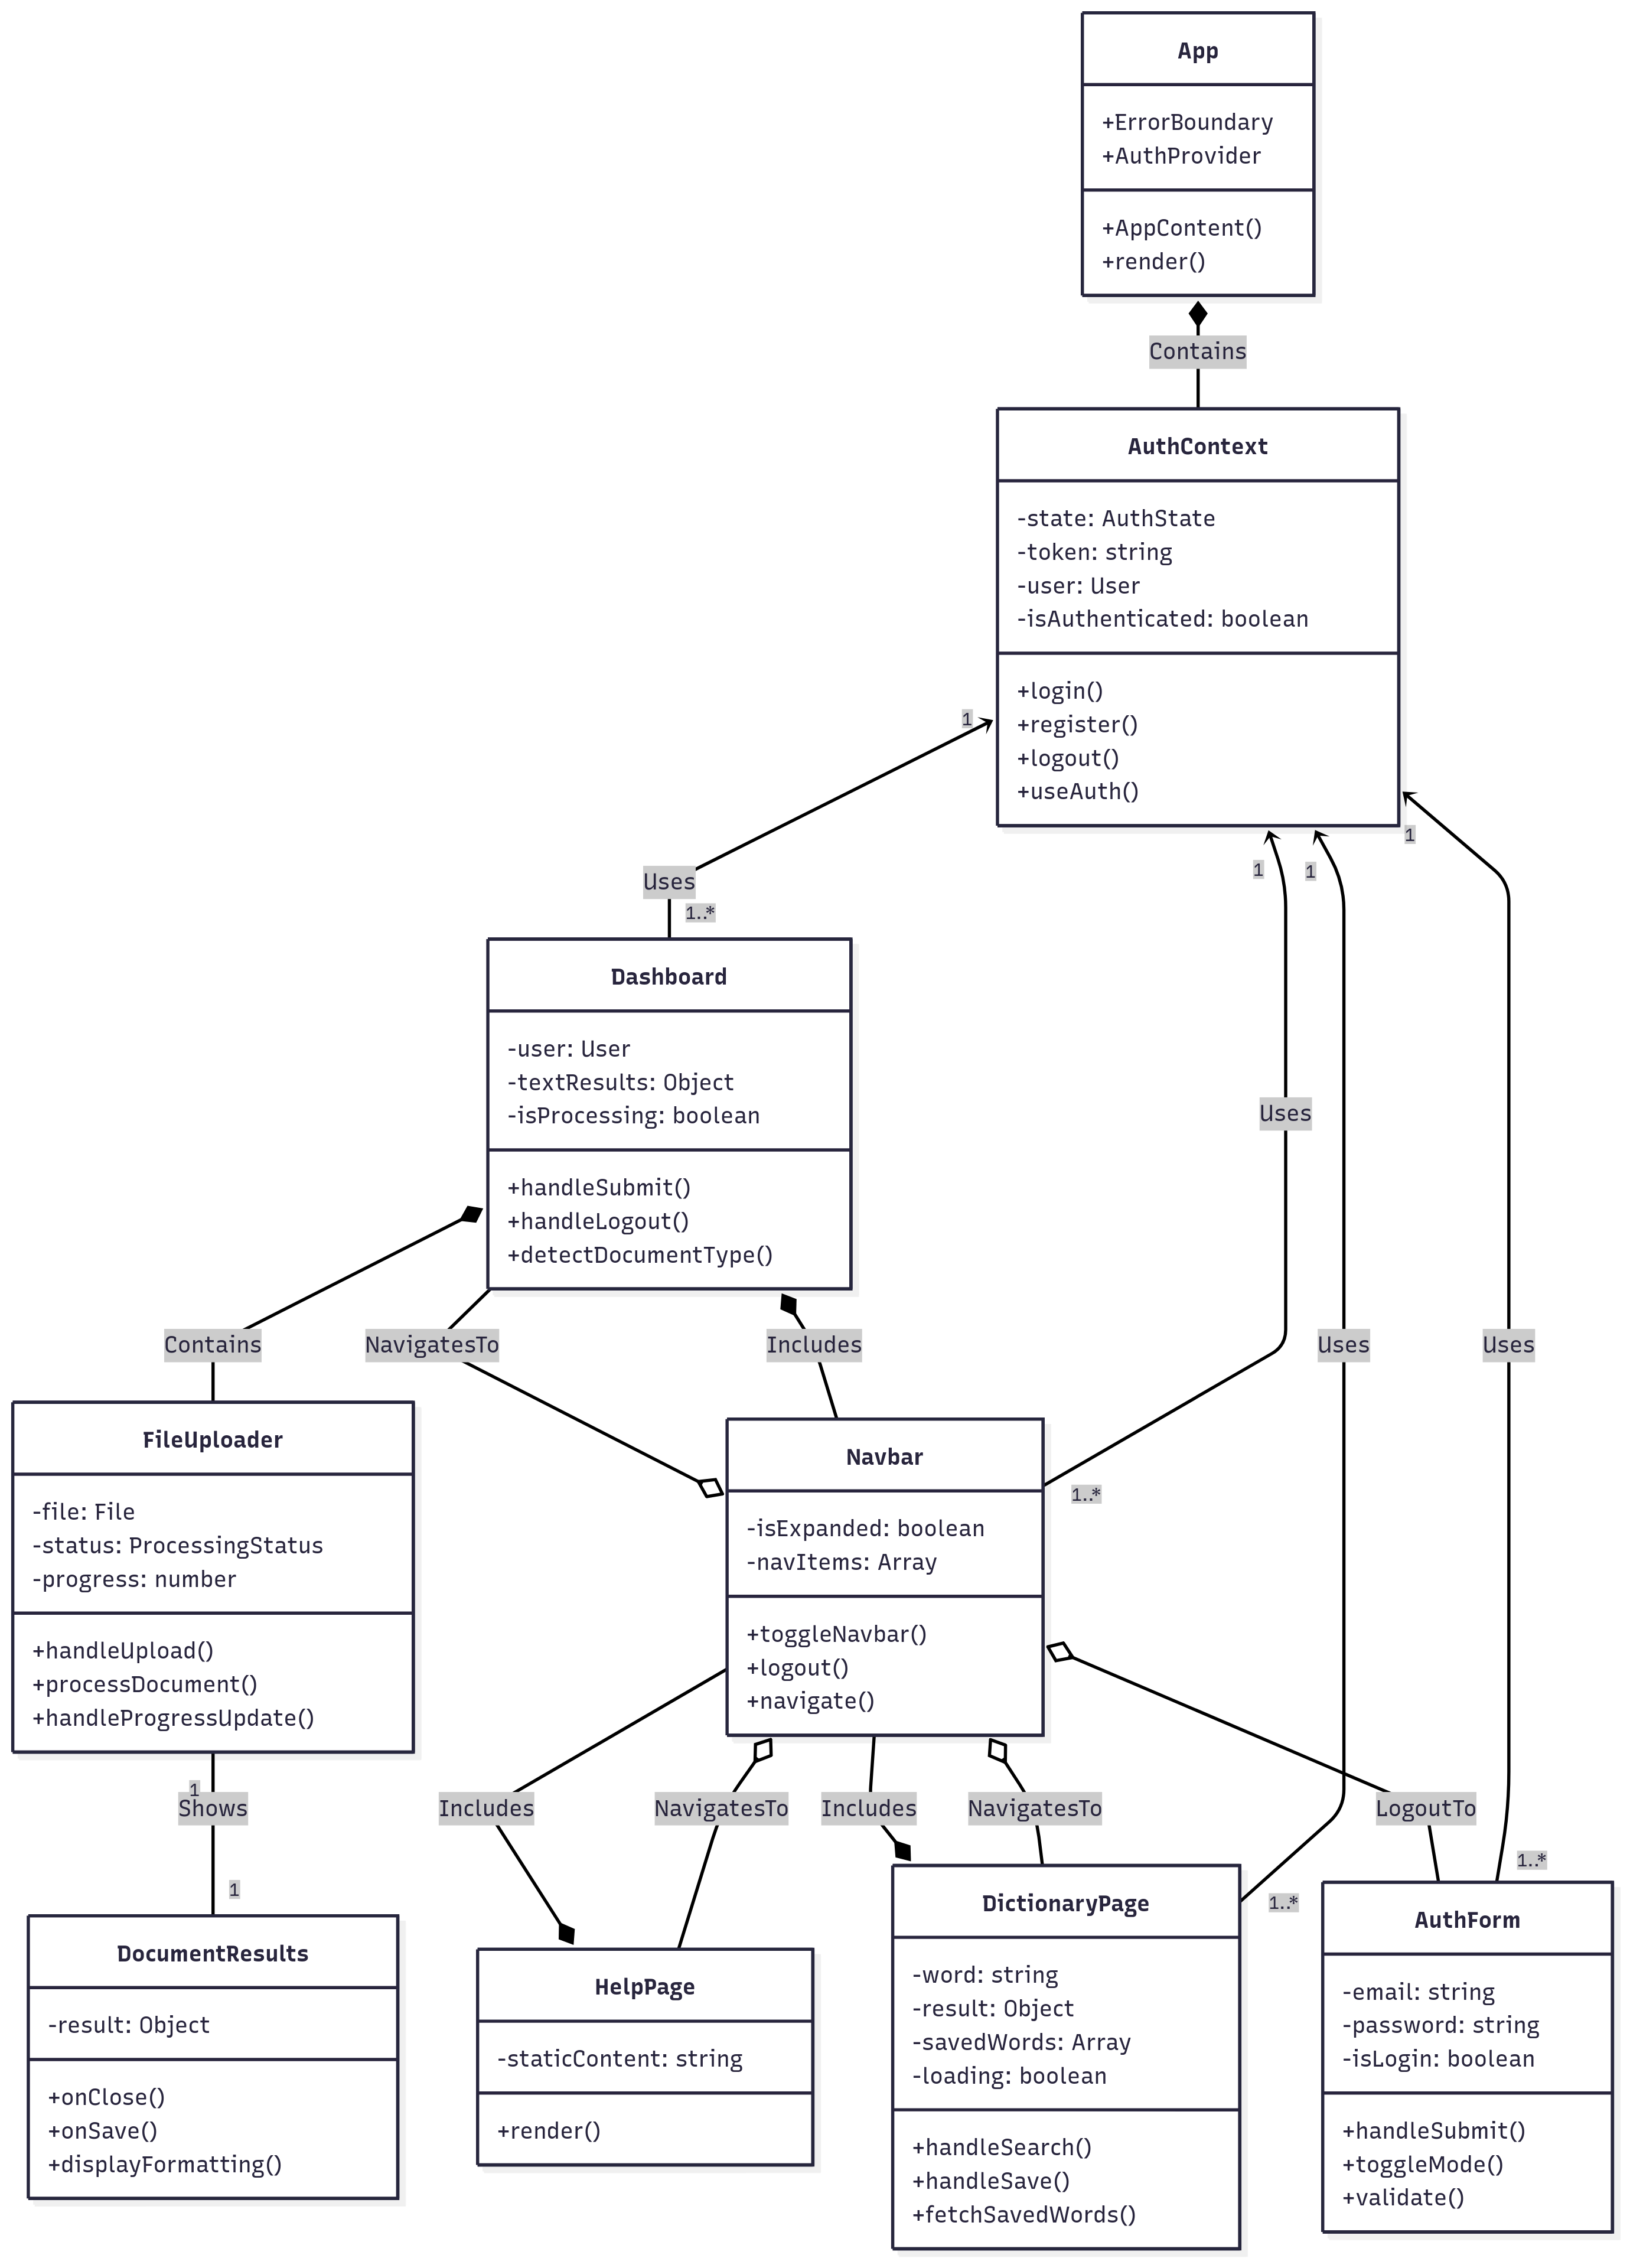 App
+ErrorBoundary
+AuthProvider
+AppContent()
+render()
Contains
AuthContext
-state: AuthState
-token: string
-user: User
-isAuthenticated: boolean
+login()
+register()
+logout()
+useAuth()
1
1
1
1
Uses
1..*
Dashboard
-user: User
-textResults: Object
-isProcessing: boolean
+handleSubmit()
+handleLogout()
+detectDocumentType()
Uses
Contains
NavigatesTo
Includes
Uses
Uses
FileUploader
-file: File
-status: ProcessingStatus
-progress: number
+handleUpload()
+processDocument()
+handleProgressUpdate()
Navbar
-isExpanded: boolean
-navItems: Array
+toggleNavbar()
+logout()
+navigate()
1..*
1
Shows
1
Includes
NavigatesTo
Includes
NavigatesTo
LogoutTo
1..*
1..*
DocumentResults
-result: Object
+onClose()
+onSave()
+displayFormatting()
HelpPage
-staticContent: string
+render()
DictionaryPage
-word: string
-result: Object
-savedWords: Array
-loading: boolean
+handleSearch()
+handleSave()
+fetchSavedWords()
AuthForm
-email: string
-password: string
-isLogin: boolean
+handleSubmit()
+toggleMode()
+validate()